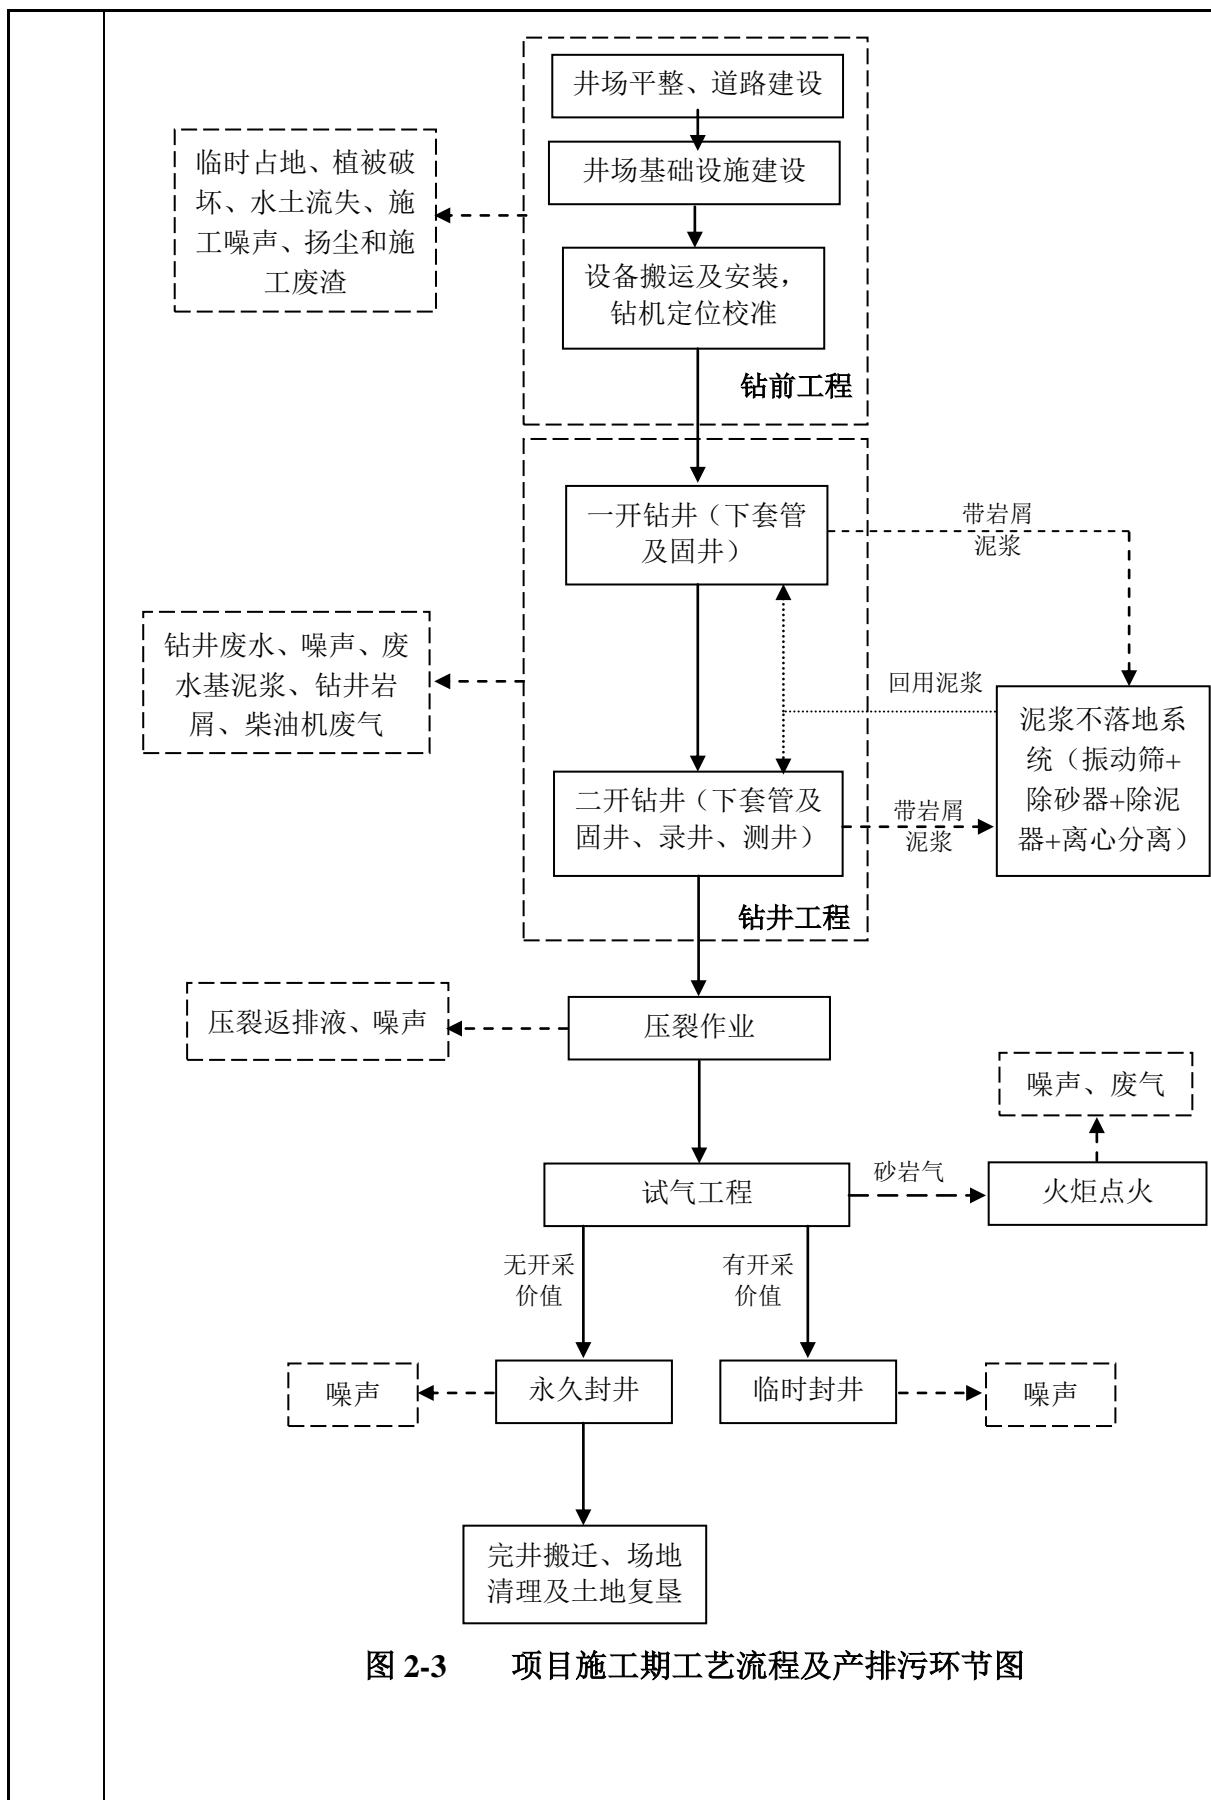 井场平整、道路建设
井场基础设施建设
临时占地、植被破
坏、水土流失、施
工噪声、扬尘和施
工废渣
设备搬运及安装，
钻机定位校准
钻前工程
一开钻井（下套管
及固井）
带岩屑
泥浆
钻井废水、噪声、废
水基泥浆、钻井岩
屑、柴油机废气
回用泥浆
泥浆不落地系
统（振动筛+
除砂器+除泥
器+离心分离）
二开钻井（下套管及
固井、录井、测井）
带岩屑
泥浆
钻井工程
压裂返排液、噪声
压裂作业
噪声、废气
试气工程
砂岩气
火炬点火
无开采
价值
有开采
价值
噪声
永久封井
临时封井
噪声
完井搬迁、场地
清理及土地复垦
图 2-3 项目施工期工艺流程及产排污环节图